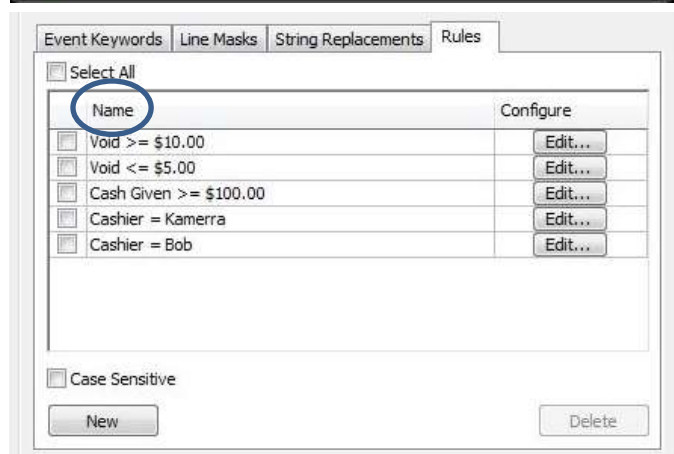 Event Keywords Line Masks String Replacements Rules
Select All
Name Configure
Void >= $10.00 Edit...
Void <= $5.00 Edit...
Cash Given >= $100.00 Edit...
Cashier = Kamerra Edit...
Cashier = Bob Edit...
Case Sensitive
New Delete